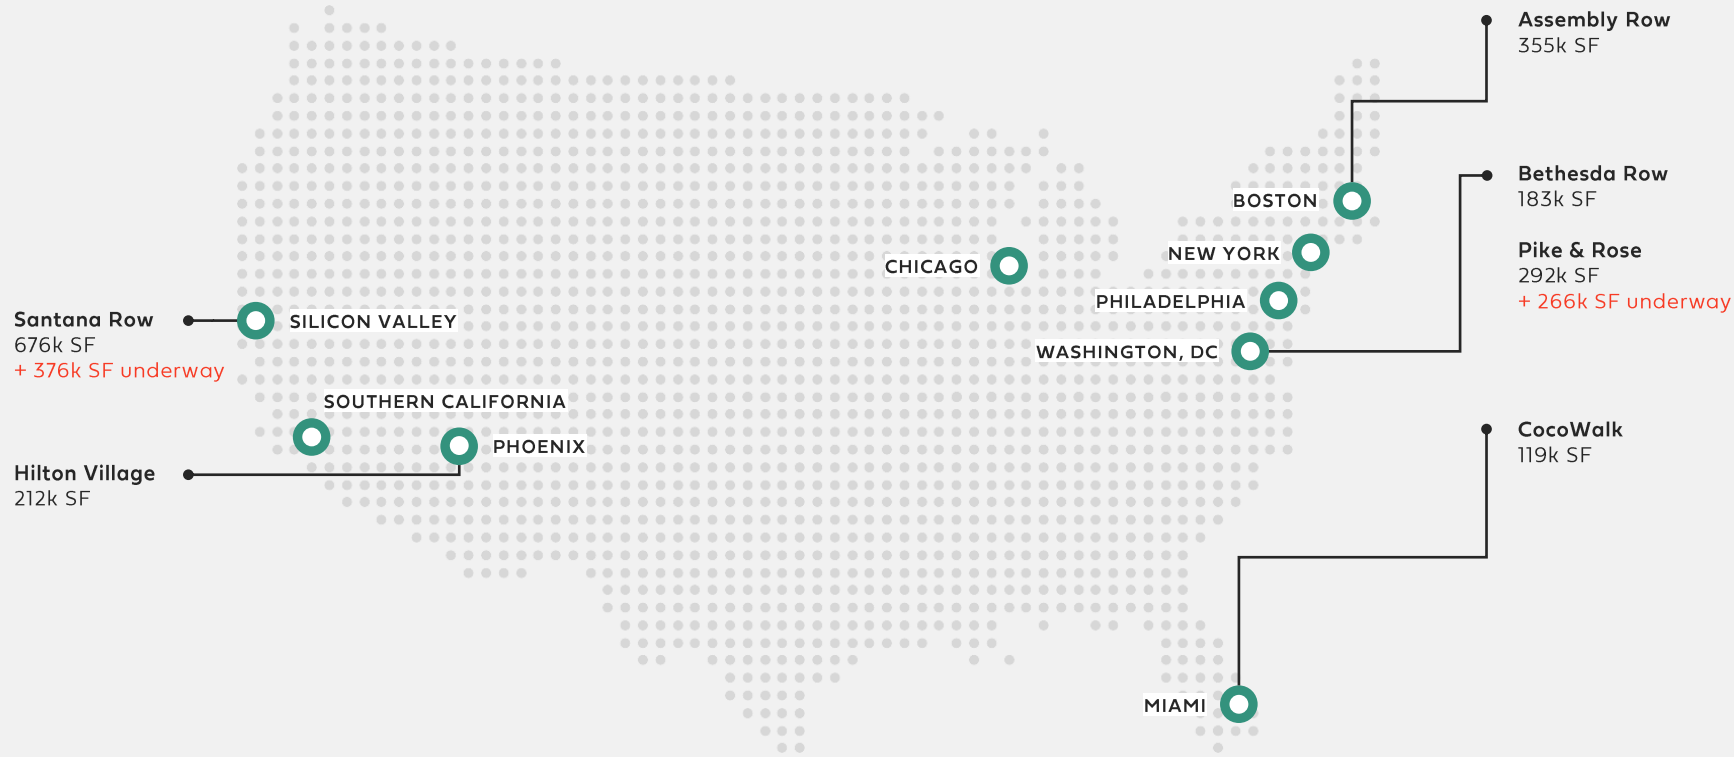 Assembly Row
355k SF
Bethesda Row
183k SF
Pike & Rose
292k SF
+ 266k SF underway
BOSTON
NEW YORK
CHICAGO
PHILADELPHIA
WASHINGTON, DC
Santana Row
676k SF
+ 376k SF underway
SILICON VALLEY
SOUTHERN CALIFORNIA
PHOENIX
Hilton Village
212k SF
CocoWalk
119k SF
MIAMI